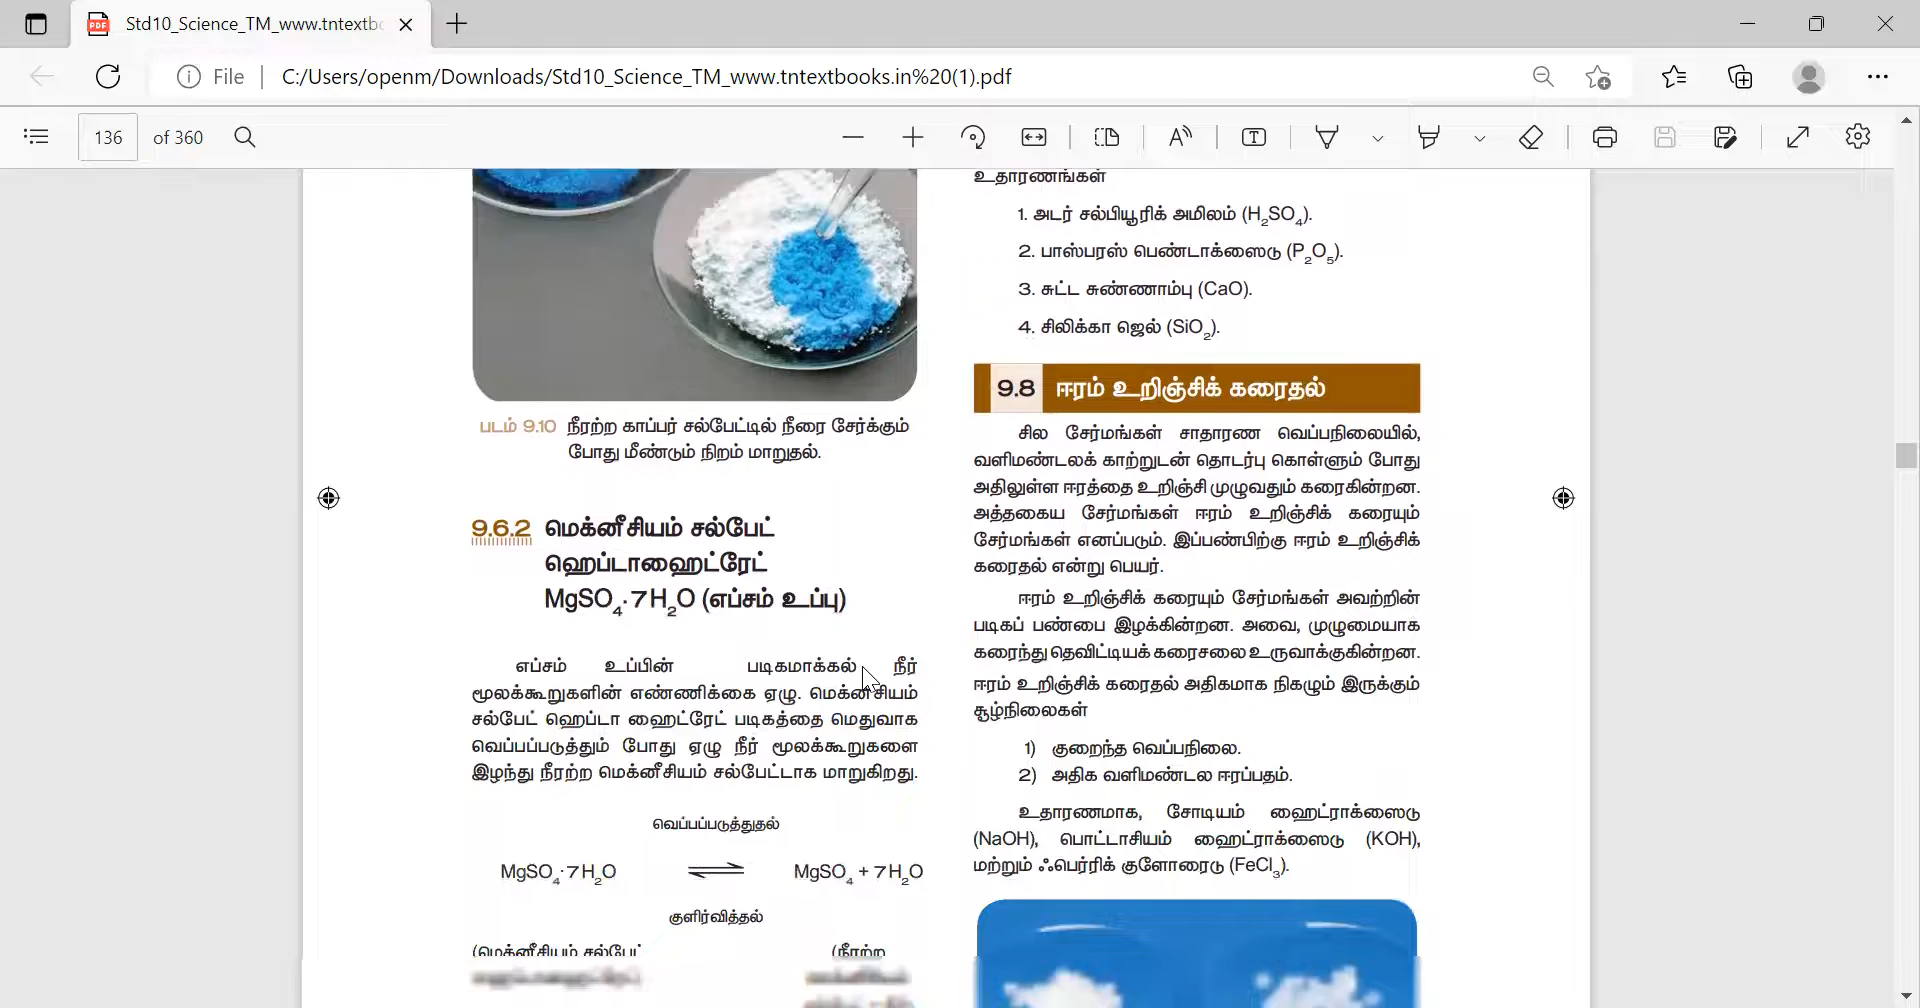 Std10_Science_TM_www.tntextb
File
C:/Users/openm/Downloads/Std10_Science_TM_www.tntextbooks.in%20(1).pdf
136 of 360
படம் 9.10 நீரற்ற காப்பர் சல்பேட்டில் நீரை சேர்க்கும்
போது மீண்டும் நிறம் மாறுதல்.
9.6.2 மெக்னீசியம் சல்பேட்
ஹெப்டாஹைட்ரேட்
MgSO₄·7H₂O (எப்சம் உப்பு)
எப்சம் உப்பின் படிகமாக்கல் நீர்
மூலக்கூறுகளின் எண்ணிக்கை ஏழு. மெக்னீசியம்
சல்பேட் ஹெப்டா ஹைட்ரேட் படிகத்தை மெதுவாக
வெப்பப்படுத்தும் போது ஏழு நீர் மூலக்கூறுகளை
இழந்து நீரற்ற மெக்னீசியம் சல்பேட்டாக மாறுகிறது.
வெப்பப்படுத்துதல்
MgSO₄·7H₂O ⇌ MgSO₄ + 7H₂O
குளிர்வித்தல்
(மெக்னீசியம் சல்பேட் (நீரற்ற
உதாரணங்கள்
1. அடர் சல்பியூரிக் அமிலம் (H₂SO₄).
2. பாஸ்பரஸ் பெண்டாக்ஸைடு (P₂O₅).
3. சுட்ட சுண்ணாம்பு (CaO).
4. சிலிக்கா ஜெல் (SiO₂).
9.8 ஈரம் உறிஞ்சிக் கரைதல்
சில சேர்மங்கள் சாதாரண வெப்பநிலையில்,
வளிமண்டலக் காற்றுடன் தொடர்பு கொள்ளும் போது
அதிலுள்ள ஈரத்தை உறிஞ்சி முழுவதும் கரைகின்றன.
அத்தகைய சேர்மங்கள் ஈரம் உறிஞ்சிக் கரையும்
சேர்மங்கள் எனப்படும். இப்பண்பிற்கு ஈரம் உறிஞ்சிக்
கரைதல் என்று பெயர்.
ஈரம் உறிஞ்சிக் கரையும் சேர்மங்கள் அவற்றின்
படிகப் பண்பை இழக்கின்றன. அவை, முழுமையாக
கரைந்து தெவிட்டியக் கரைசலை உருவாக்குகின்றன.
ஈரம் உறிஞ்சிக் கரைதல் அதிகமாக நிகழும் இருக்கும்
சூழ்நிலைகள்
1) குறைந்த வெப்பநிலை.
2) அதிக வளிமண்டல ஈரப்பதம்.
உதாரணமாக, சோடியம் ஹைட்ராக்ஸைடு
(NaOH), பொட்டாசியம் ஹைட்ராக்ஸைடு (KOH),
மற்றும் ஃபெர்ரிக் குளோரைடு (FeCl₃).